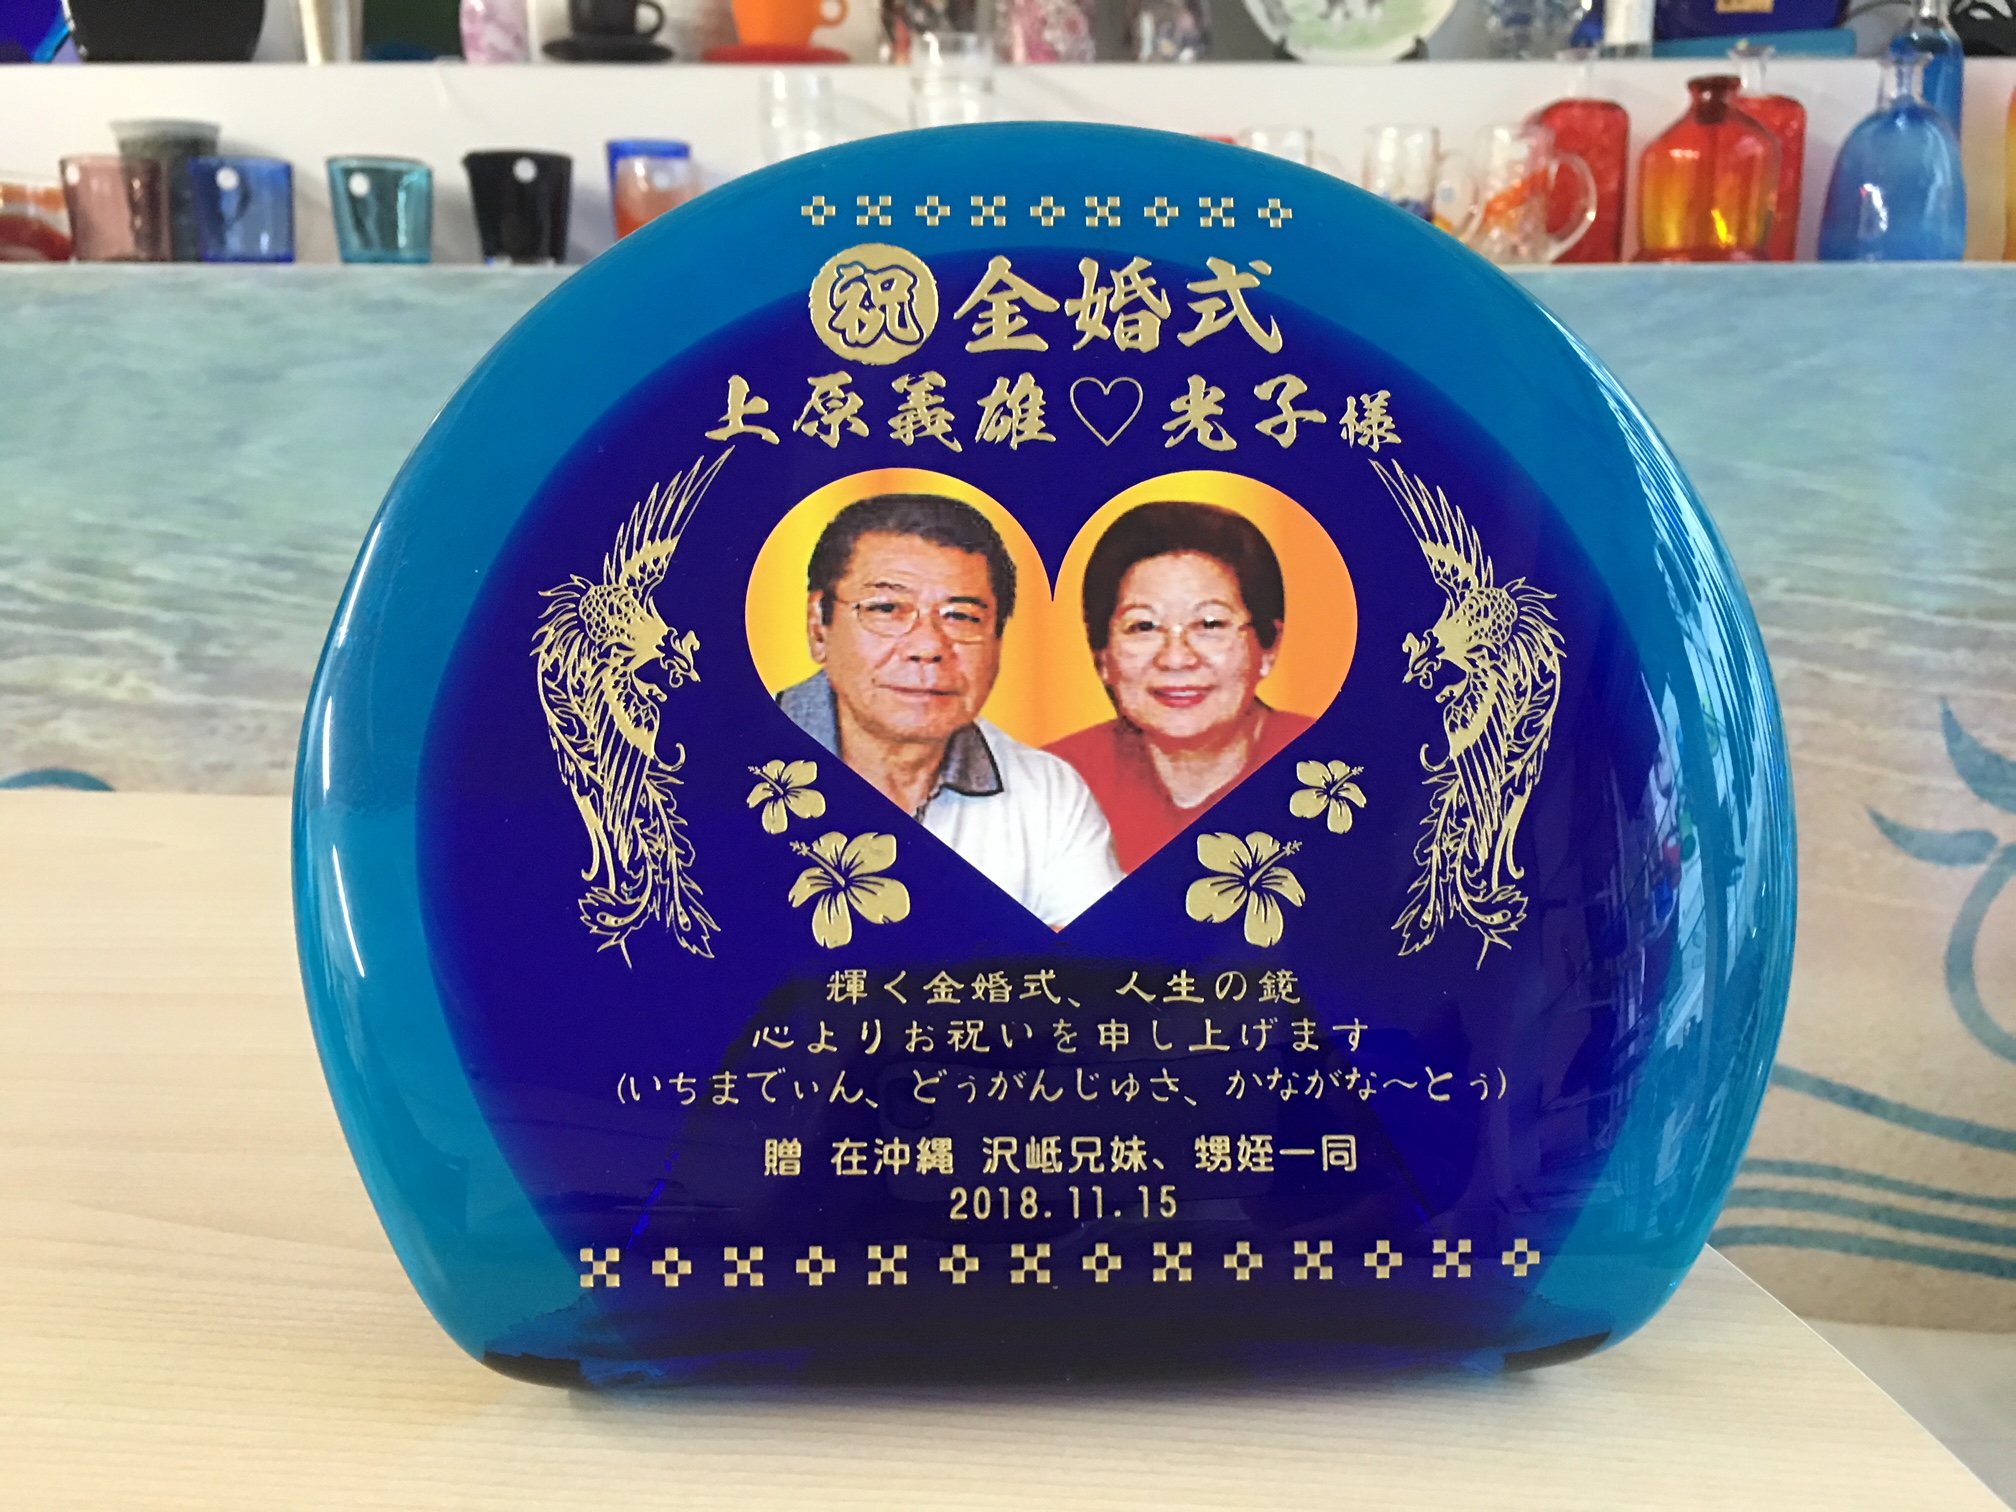 祝 金婚式
上原義雄♡光子様
輝く金婚式、人生の鏡
心よりお祝いを申し上げます
(いちまでぃん、どぅがんじゅさ、かながな～とぅ)
贈 在沖縄 沢岻兄妹、甥姪一同
2018.11.15